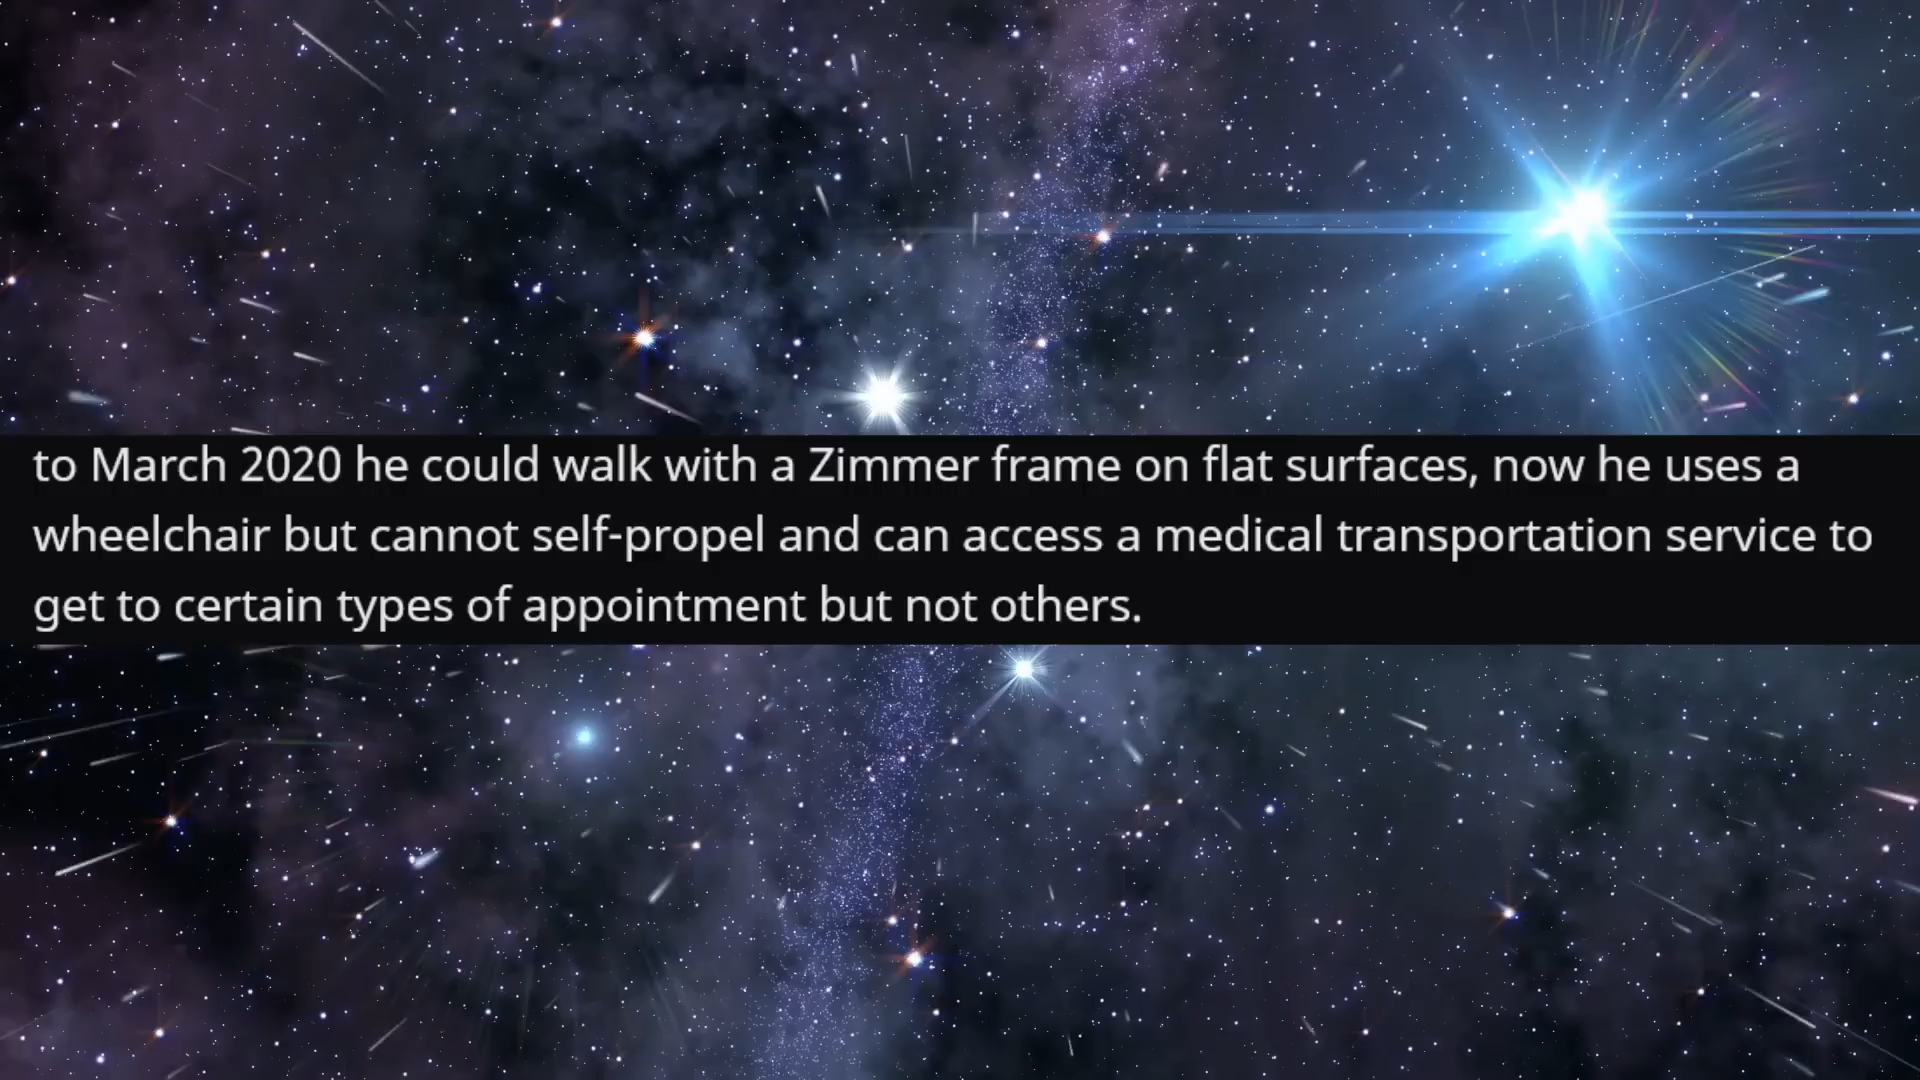 to March 2020 he could walk with a Zimmer frame on flat surfaces, now he uses a
wheelchair but cannot self-propel and can access a medical transportation service to
get to certain types of appointment but not others.